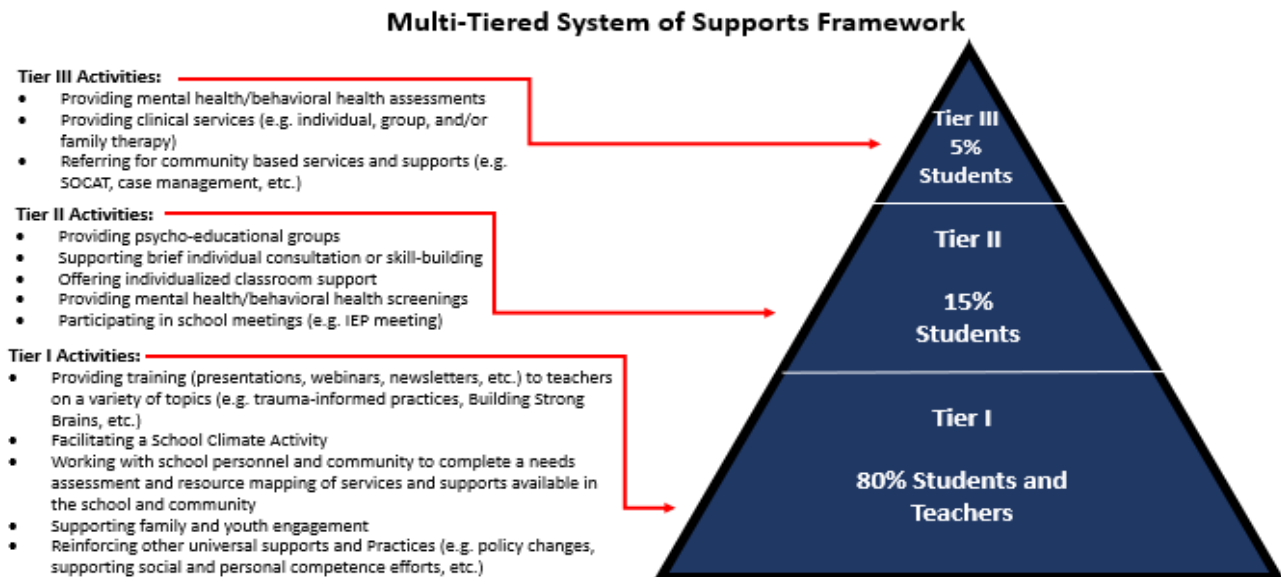 Multi-Tiered System of Supports Framework
Tier III Activities:
• Providing mental health/behavioral health assessments
• Providing clinical services (e.g. individual, group, and/or
family therapy)
• Referring for community based services and supports (e.g.
SOCAT, case management, etc.)
Tier II Activities:
• Providing psycho-educational groups
• Supporting brief individual consultation or skill-building
• Offering individualized classroom support
• Providing mental health/behavioral health screenings
• Participating in school meetings (e.g. IEP meeting)
Tier I Activities:
• Providing training (presentations, webinars, newsletters, etc.) to teachers
on a variety of topics (e.g. trauma-informed practices, Building Strong
Brains, etc.)
• Facilitating a School Climate Activity
• Working with school personnel and community to complete a needs
assessment and resource mapping of services and supports available in
the school and community
• Supporting family and youth engagement
• Reinforcing other universal supports and Practices (e.g. policy changes,
supporting social and personal competence efforts, etc.)
Tier III
5%
Students
Tier II
15%
Students
Tier I
80% Students and
Teachers